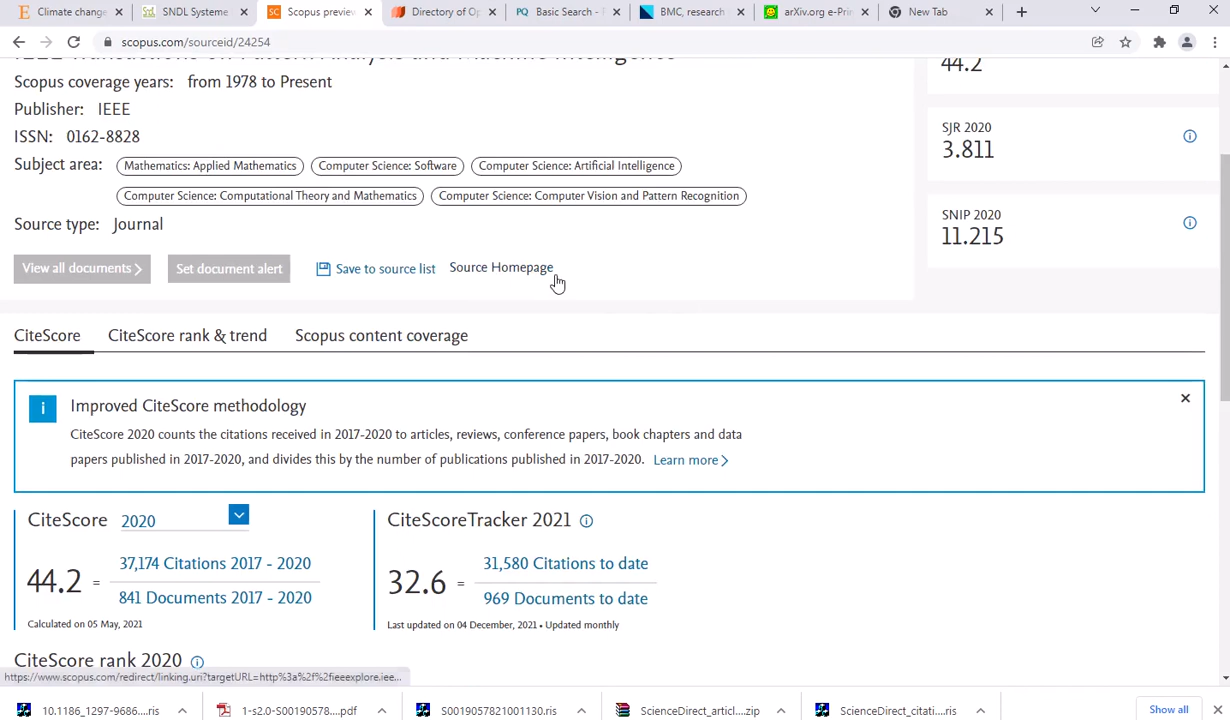 Climate change
SNDL Système
Scopus preview
Directory of Op
Basic Search -
BMC, research
arXiv.org e-Pri
New Tab
scopus.com/sourceid/24254
IEEE Transactions on Pattern Analysis and Machine Intelligence
44.2
Scopus coverage years: from 1978 to Present
Publisher: IEEE
ISSN: 0162-8828
SJR 2020
3.811
Subject area: Mathematics: Applied Mathematics Computer Science: Software Computer Science: Artificial Intelligence
Computer Science: Computational Theory and Mathematics Computer Science: Computer Vision and Pattern Recognition
SNIP 2020
11.215
Source type: Journal
View all documents > Set document alert Save to source list Source Homepage
CiteScore CiteScore rank & trend Scopus content coverage
i Improved CiteScore methodology
CiteScore 2020 counts the citations received in 2017-2020 to articles, reviews, conference papers, book chapters and data
papers published in 2017-2020, and divides this by the number of publications published in 2017-2020. Learn more >
CiteScore 2020
44.2 =
37,174 Citations 2017 - 2020
841 Documents 2017 - 2020
Calculated on 05 May, 2021
CiteScoreTracker 2021
32.6 =
31,580 Citations to date
969 Documents to date
Last updated on 04 December, 2021 • Updated monthly
CiteScore rank 2020
https://www.scopus.com/redirect/linking.uri?targetURL=http%3a%2f%2fieeexplore.iee...
10.1186_1297-9686....ris
1-s2.0-S00190578....pdf
S0019057821001130.ris
ScienceDirect_articl....zip
ScienceDirect_citati....ris
Show all